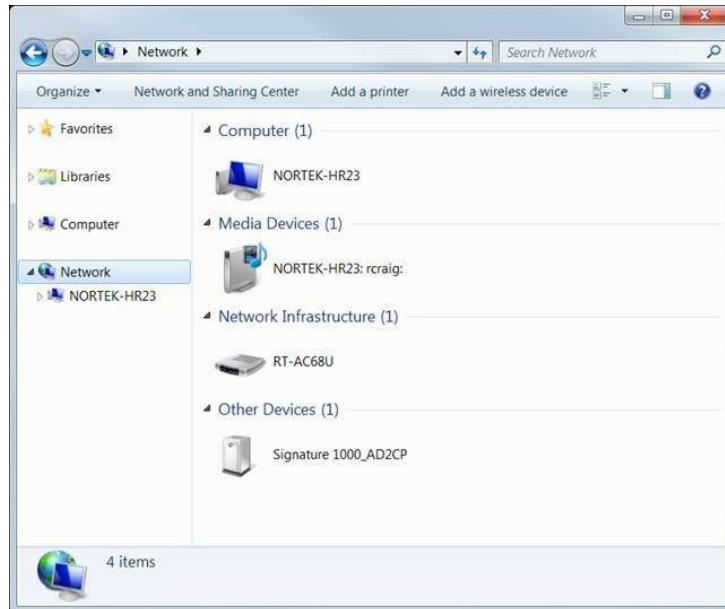 Network
Search Network
Organize
Network and Sharing Center
Add a printer
Add a wireless device
Favorites
Libraries
Computer
Network
NORTEK-HR23
Computer (1)
NORTEK-HR23
Media Devices (1)
NORTEK-HR23: rcraig:
Network Infrastructure (1)
RT-AC68U
Other Devices (1)
Signature 1000_AD2CP
4 items